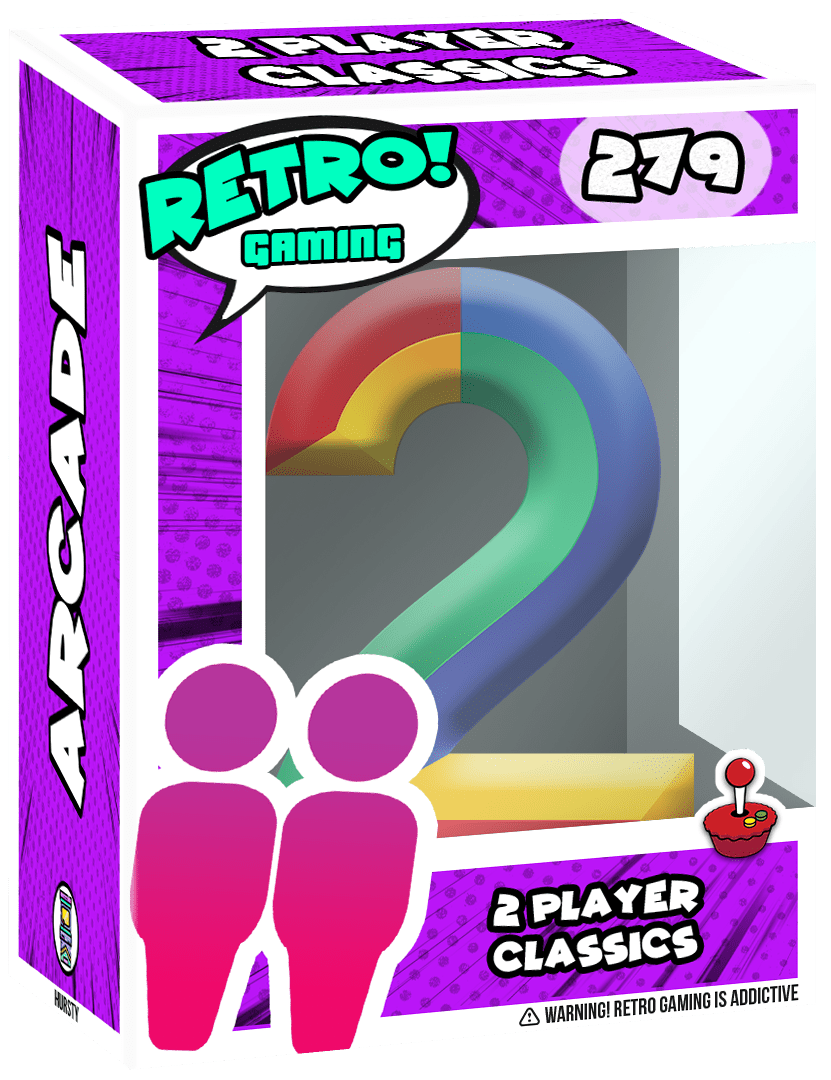 2 PLAYER
CLASSICS
RETRO!
GAMING
279
ARCADE
HURSTY
2 PLAYER
CLASSICS
WARNING! RETRO GAMING IS ADDICTIVE